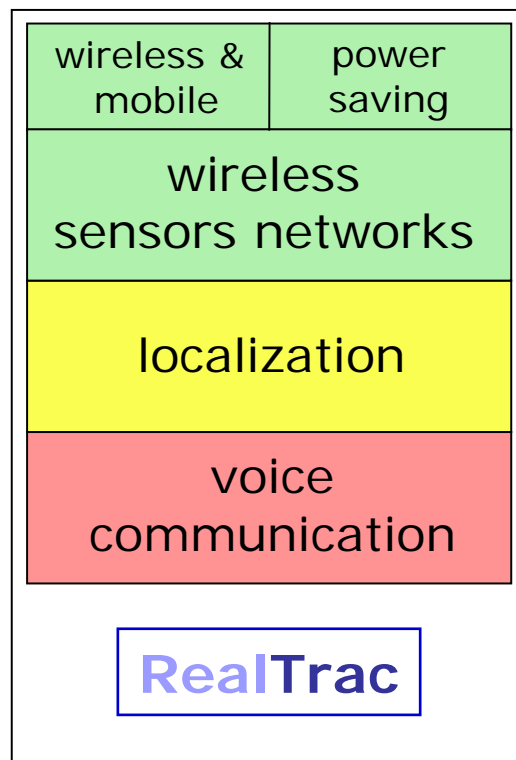 wireless &
mobile
power
saving
wireless
sensors networks
localization
voice
communication
RealTrac